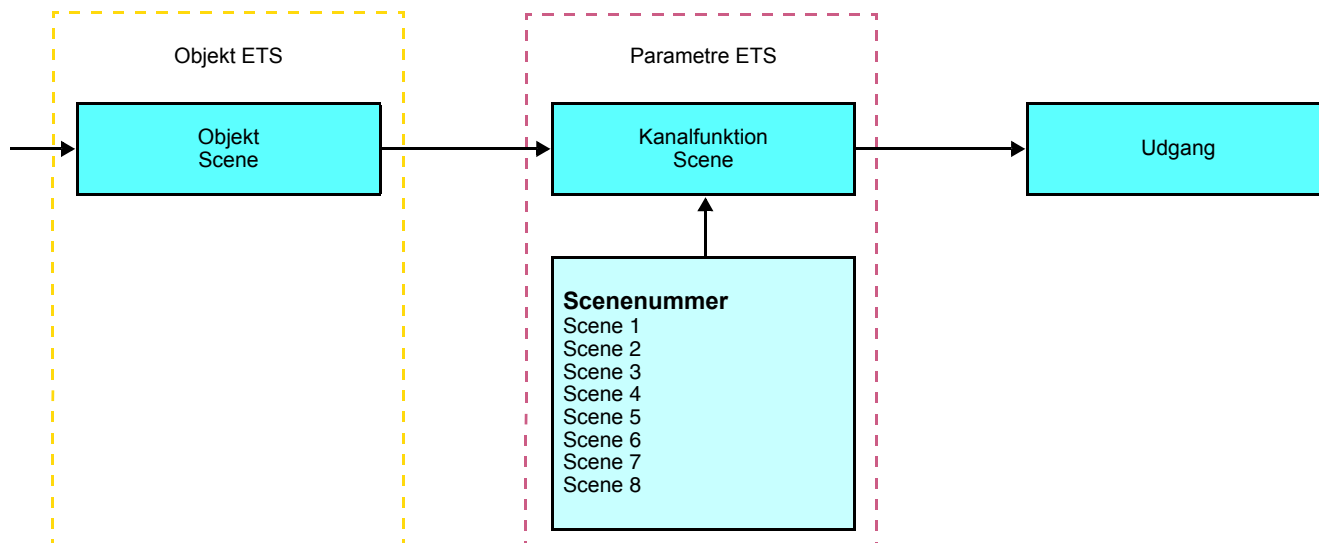 Objekt ETS
Parametre ETS
Objekt
Scene
Kanalfunktion
Scene
Udgang
Scenenummer
Scene 1
Scene 2
Scene 3
Scene 4
Scene 5
Scene 6
Scene 7
Scene 8